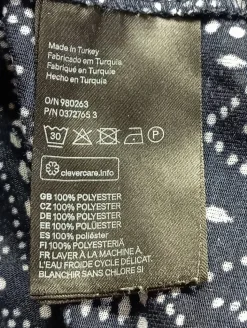 Made in Turkey
Fabricado em Turquia
Fabriqué en Turquie
Hecho en Turquía
O/N 980263
P/N 0372765 3
30
P
clevercare.info
GB 100% POLYESTER
CZ 100% POLYESTER
DE 100% POLYESTER
EE 100% POLÜESTER
ES 100% poliéster
FI 100% POLYESTERIÄ
FR LAVER À LA MACHINE À
L'EAU FROIDE CYCLE DÉLICAT.
BLANCHIR SANS CHLORE SI